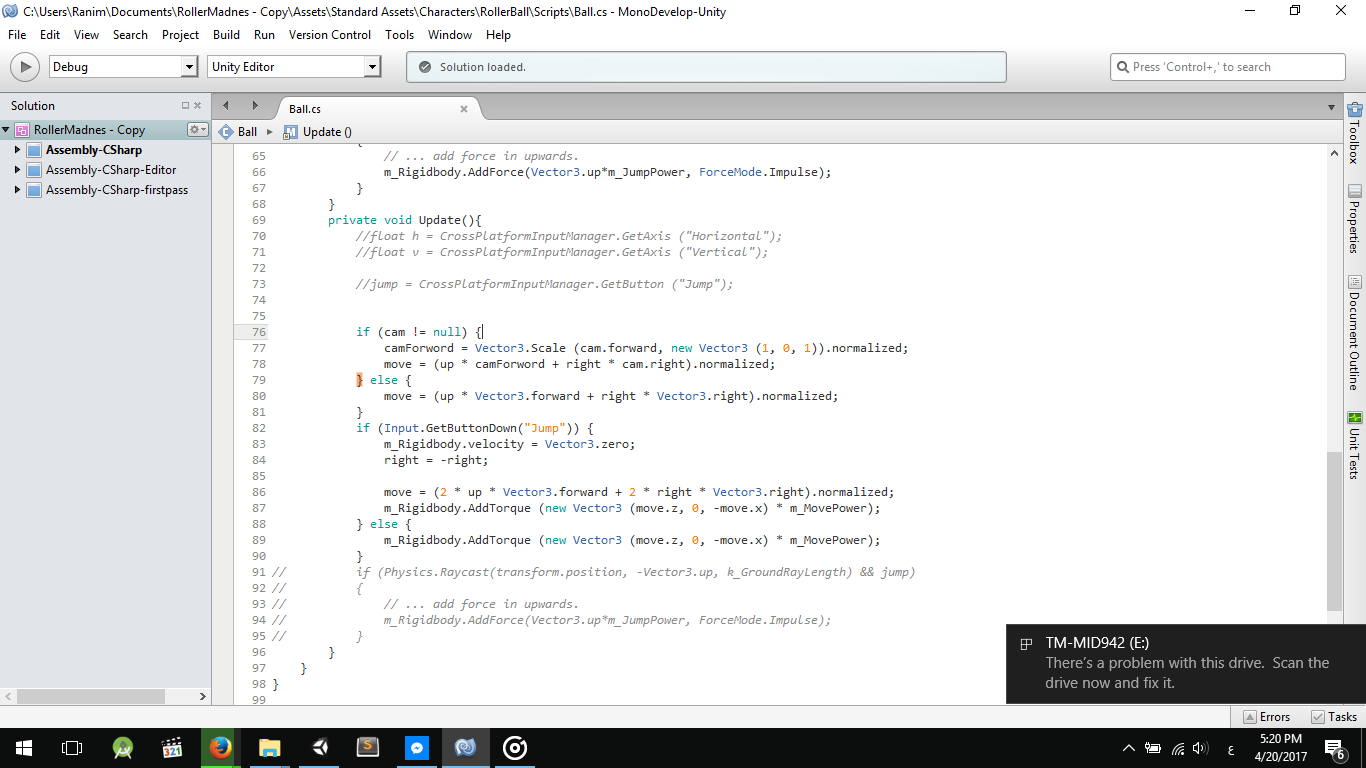 C:\Users\Ranim\Documents\RollerMadnes - Copy\Assets\Standard Assets\Characters\RollerBall\Scripts\Ball.cs - MonoDevelop-Unity
File Edit View Search Project Build Run Version Control Tools Window Help
Debug Unity Editor Solution loaded. Press 'Control+,' to search
Solution
RollerMadnes - Copy
Assembly-CSharp
Assembly-CSharp-Editor
Assembly-CSharp-firstpass
Ball.cs
Ball Update ()
{
65 // ... add force in upwards.
66 m_Rigidbody.AddForce(Vector3.up*m_JumpPower, ForceMode.Impulse);
67 }
68 }
69 private void Update(){
70 //float h = CrossPlatformInputManager.GetAxis ("Horizontal");
71 //float v = CrossPlatformInputManager.GetAxis ("Vertical");
72
73 //jump = CrossPlatformInputManager.GetButton ("Jump");
74
75
76 if (cam != null) {
77 camForword = Vector3.Scale (cam.forward, new Vector3 (1, 0, 1)).normalized;
78 move = (up * camForword + right * cam.right).normalized;
79 } else {
80 move = (up * Vector3.forward + right * Vector3.right).normalized;
81 }
82 if (Input.GetButtonDown("Jump")) {
83 m_Rigidbody.velocity = Vector3.zero;
84 right = -right;
85
86 move = (2 * up * Vector3.forward + 2 * right * Vector3.right).normalized;
87 m_Rigidbody.AddTorque (new Vector3 (move.z, 0, -move.x) * m_MovePower);
88 } else {
89 m_Rigidbody.AddTorque (new Vector3 (move.z, 0, -move.x) * m_MovePower);
90 }
91 // if (Physics.Raycast(transform.position, -Vector3.up, k_GroundRayLength) && jump)
92 // {
93 // // ... add force in upwards.
94 // m_Rigidbody.AddForce(Vector3.up*m_JumpPower, ForceMode.Impulse);
95 // }
96 }
97 }
98 }
99
Toolbox
Properties
Document Outline
Unit Tests
TM-MID942 (E:)
There's a problem with this drive. Scan the
drive now and fix it.
Errors Tasks
321
S
ع
5:20 PM
4/20/2017
6